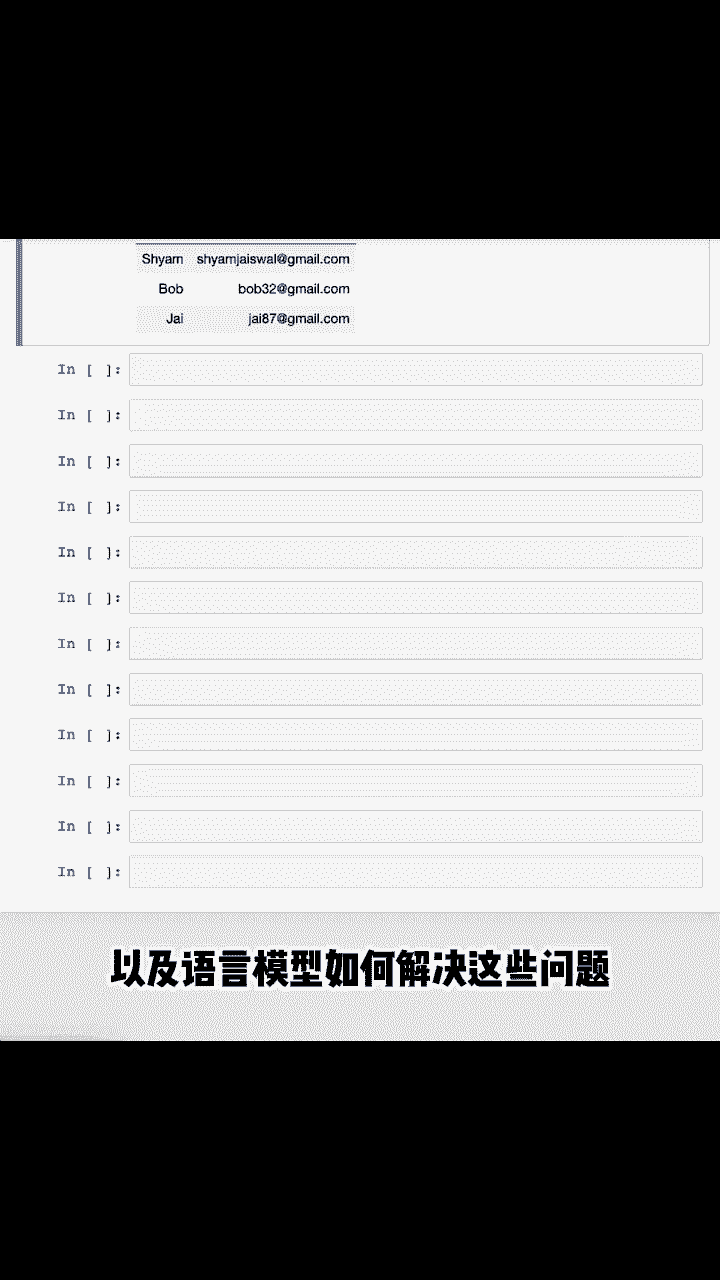 Shyam shyamjaiswal@gmail.com
Bob bob32@gmail.com
Jai jai87@gmail.com
In [ ]:
In [ ]:
In [ ]:
In [ ]:
In [ ]:
In [ ]:
In [ ]:
In [ ]:
In [ ]:
In [ ]:
In [ ]:
In [ ]:
以及语言模型如何解决这些问题